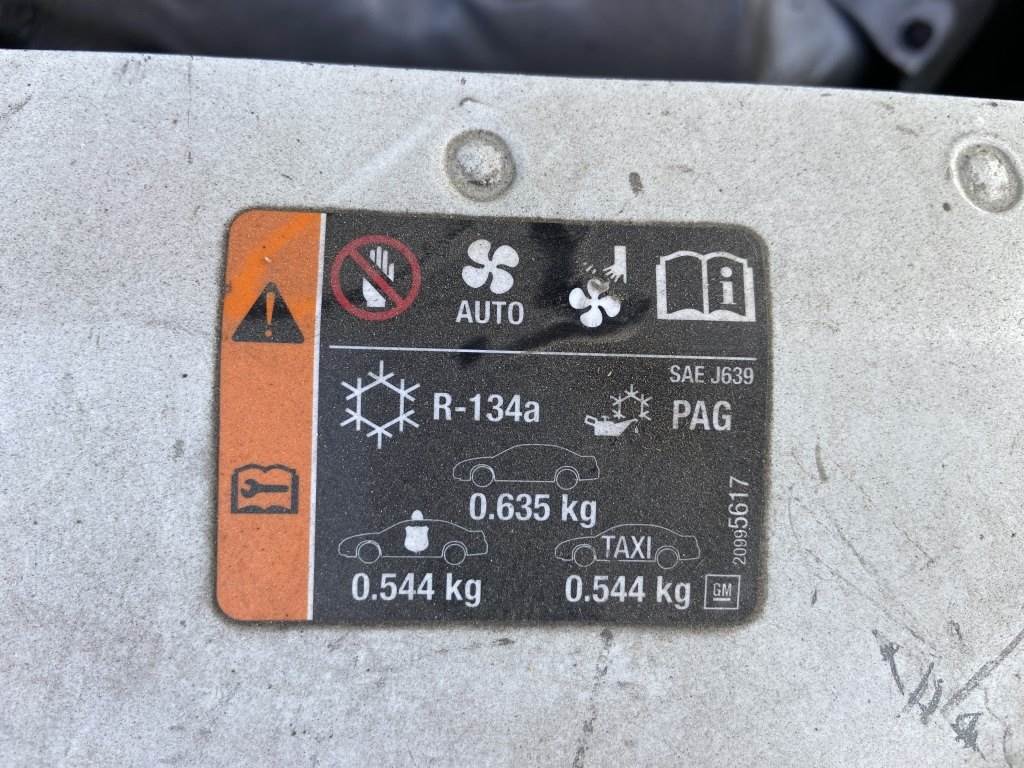 AUTO
i
SAE J639
R-134a
PAG
0.635 kg
TAXI
0.544 kg
0.544 kg
20995617
GM